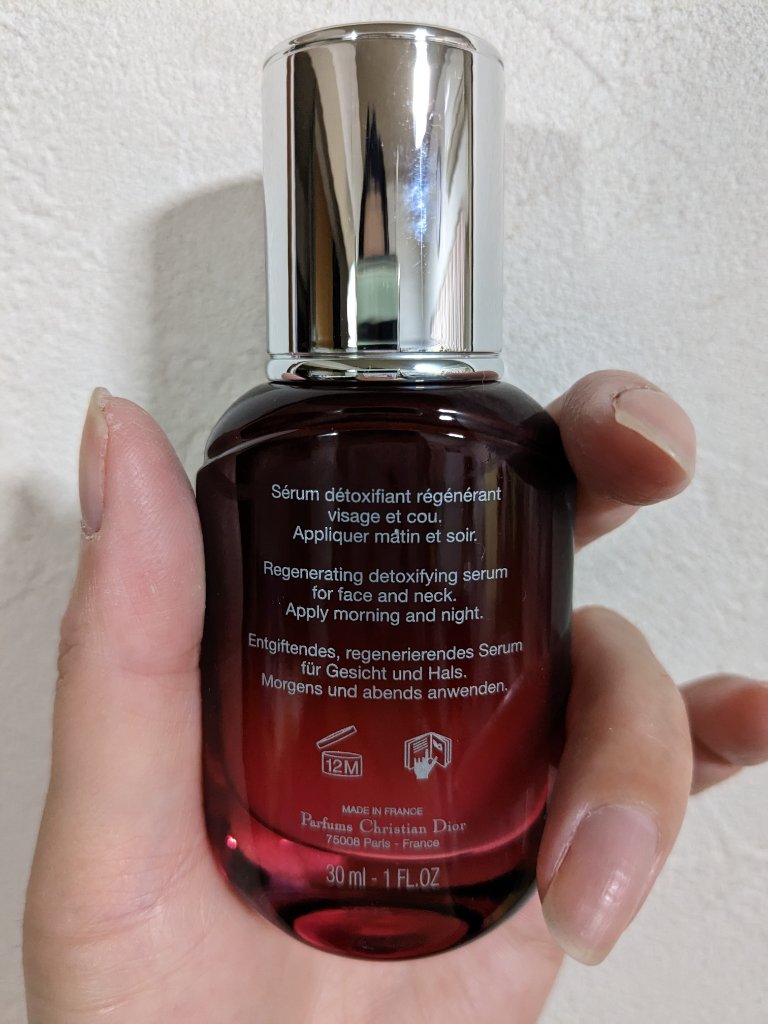 Sérum détoxifiant régénérant
visage et cou.
Appliquer matin et soir.
Regenerating detoxifying serum
for face and neck.
Apply morning and night.
Entgiftendes, regenerierendes Serum
für Gesicht und Hals.
Morgens und abends anwenden.
12M
MADE IN FRANCE
Parfums Christian Dior
75008 Paris - France
30 ml - 1 FL.OZ